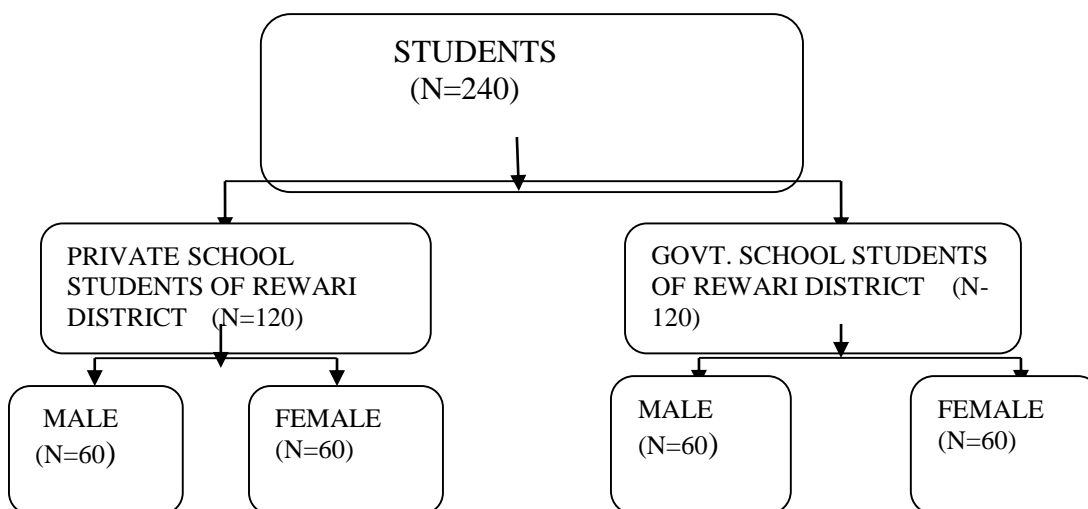 STUDENTS
(N=240)
PRIVATE SCHOOL
STUDENTS OF REWARI
DISTRICT (N=120)
GOVT. SCHOOL STUDENTS
OF REWARI DISTRICT (N-
120)
MALE
(N=60)
FEMALE
(N=60)
MALE
(N=60)
FEMALE
(N=60)